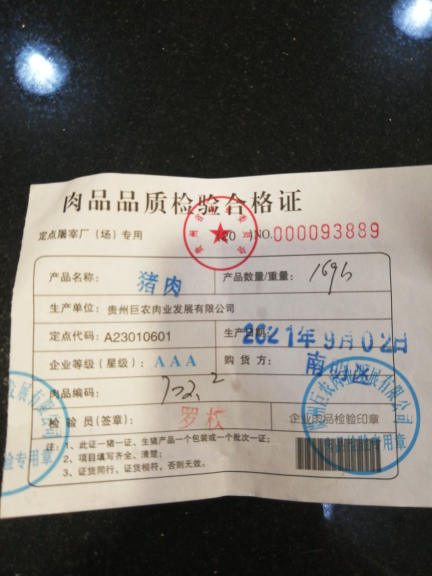 肉品品质检验合格证
定点屠宰厂（场）专用 NO.000093889
产品名称： 猪肉 产品数量/重量：
生产单位：贵州巨农肉业发展有限公司
定点代码：A23010601 生产日期： 2021年9月02日
企业等级（星级）：AAA 购货方： 南明区
肉品编码：
检验员(签章)： 罗 企业肉品检验印章
注：1、此证一猪一证、生猪产品一个包装或一个批次一证；
2、项目填写齐全、清楚；
3、证货同行，证货相符，否则无效。